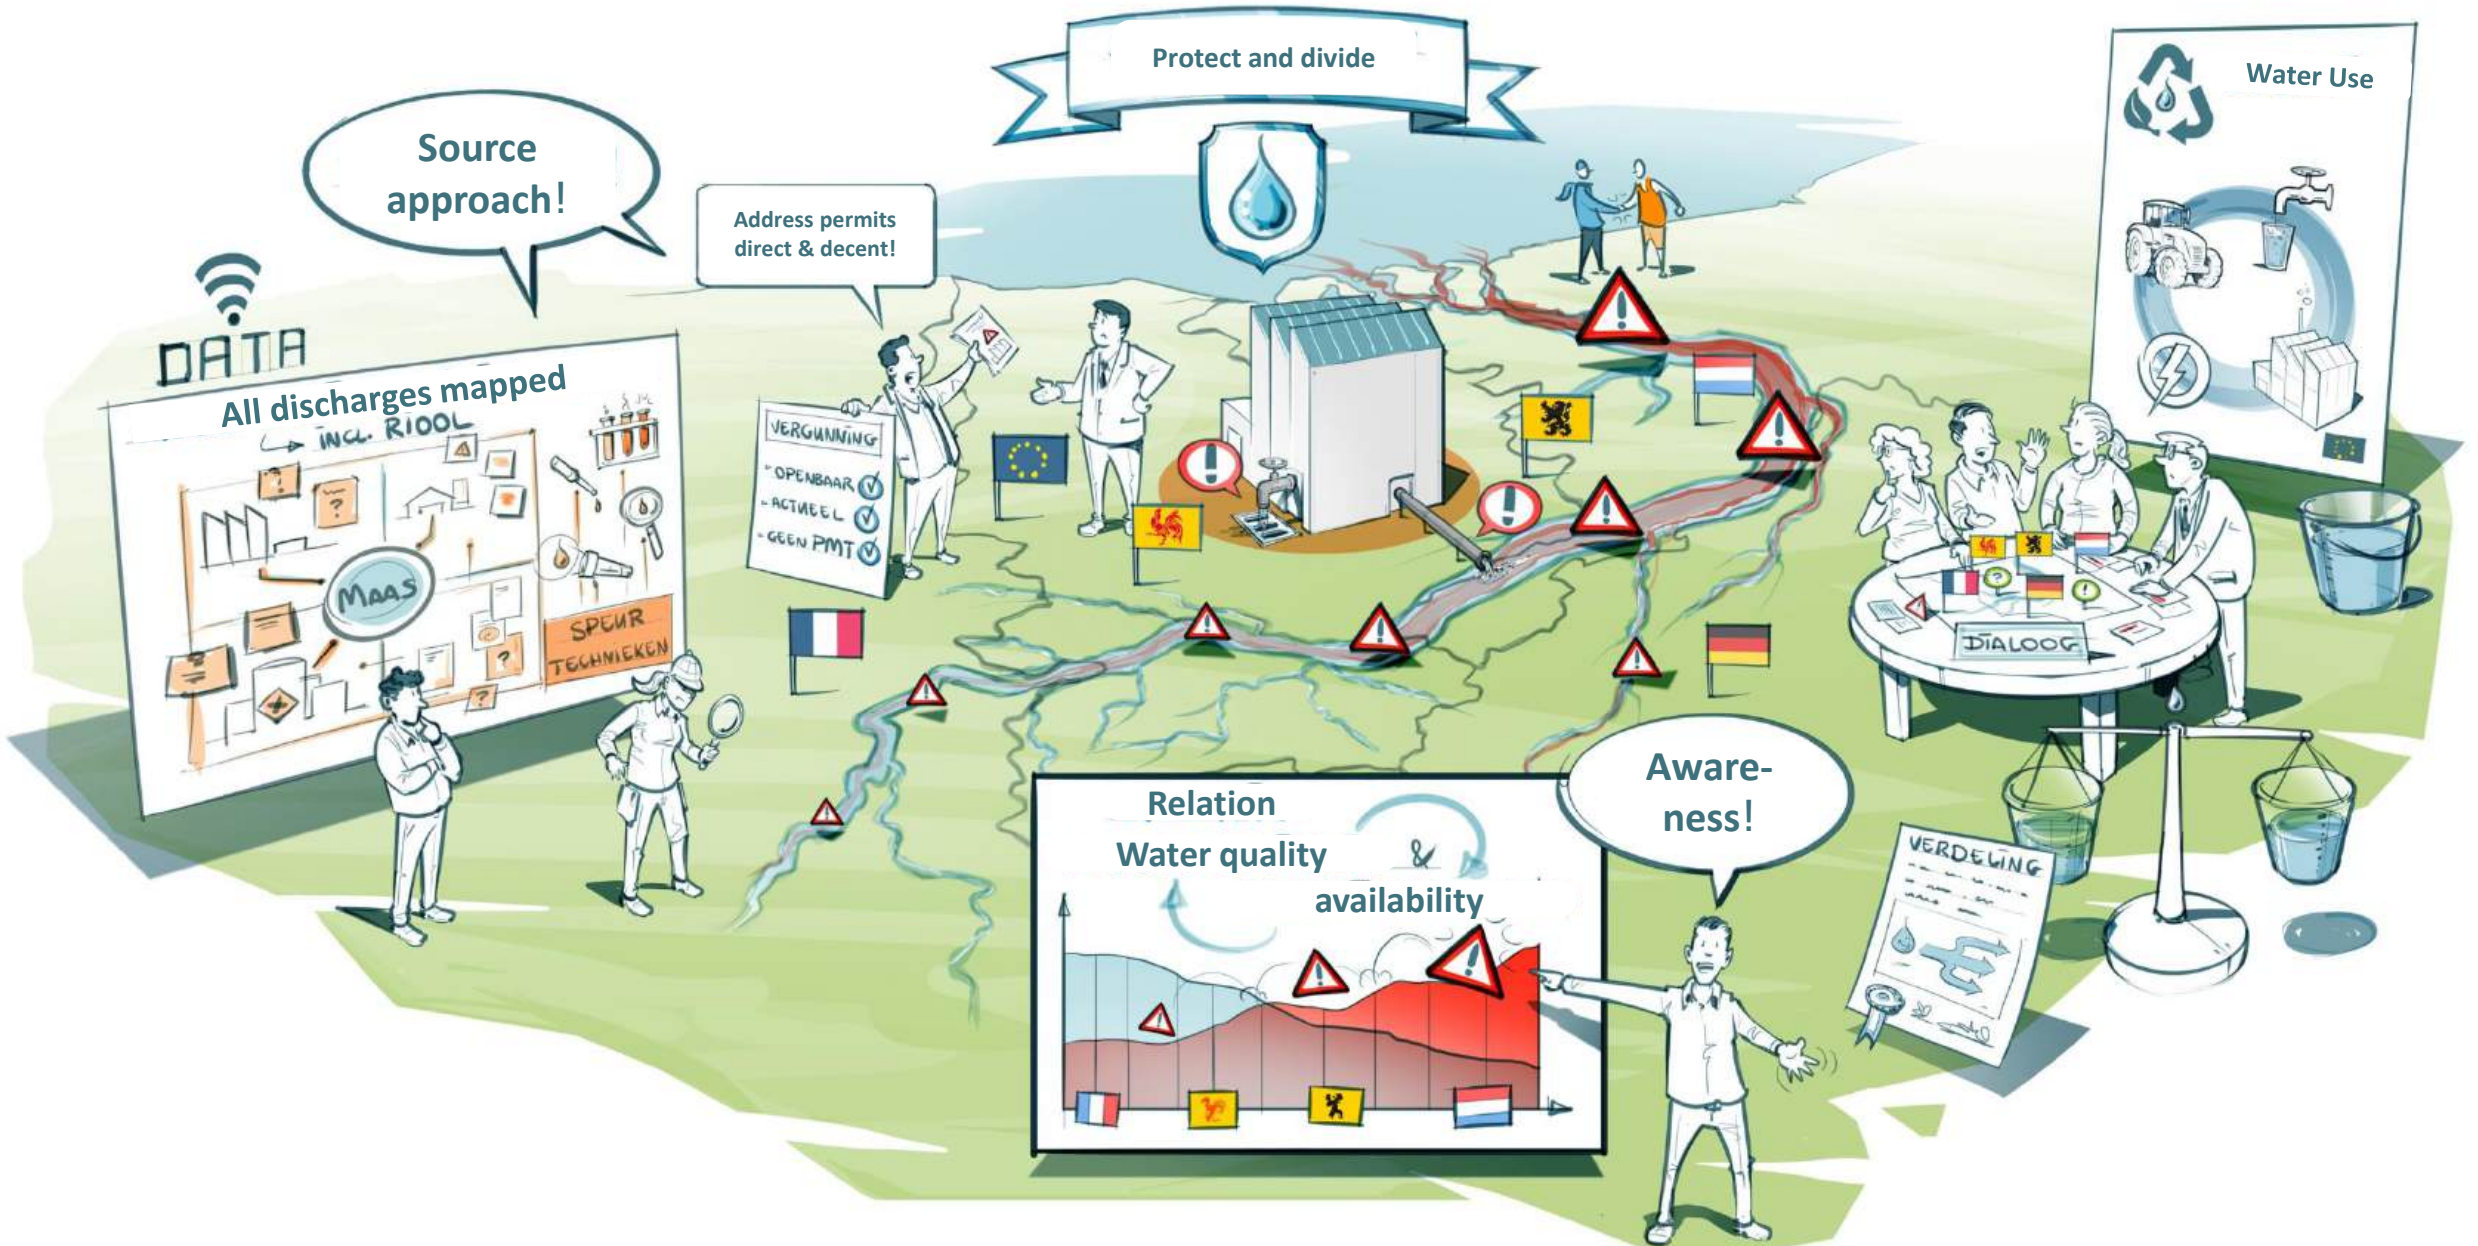 Protect and divide
Water Use
Source
approach!
Address permits
direct & decent!
DATA
All discharges mapped
INCL. RIOOL
MAAS
SPEUR
TECHNIEKEN
VERGUNNING
- OPENBAAR
- ACTUEEL
- GEEN PMT
DIALOOG
Aware-
ness!
Relation
Water quality
&
availability
VERDELING